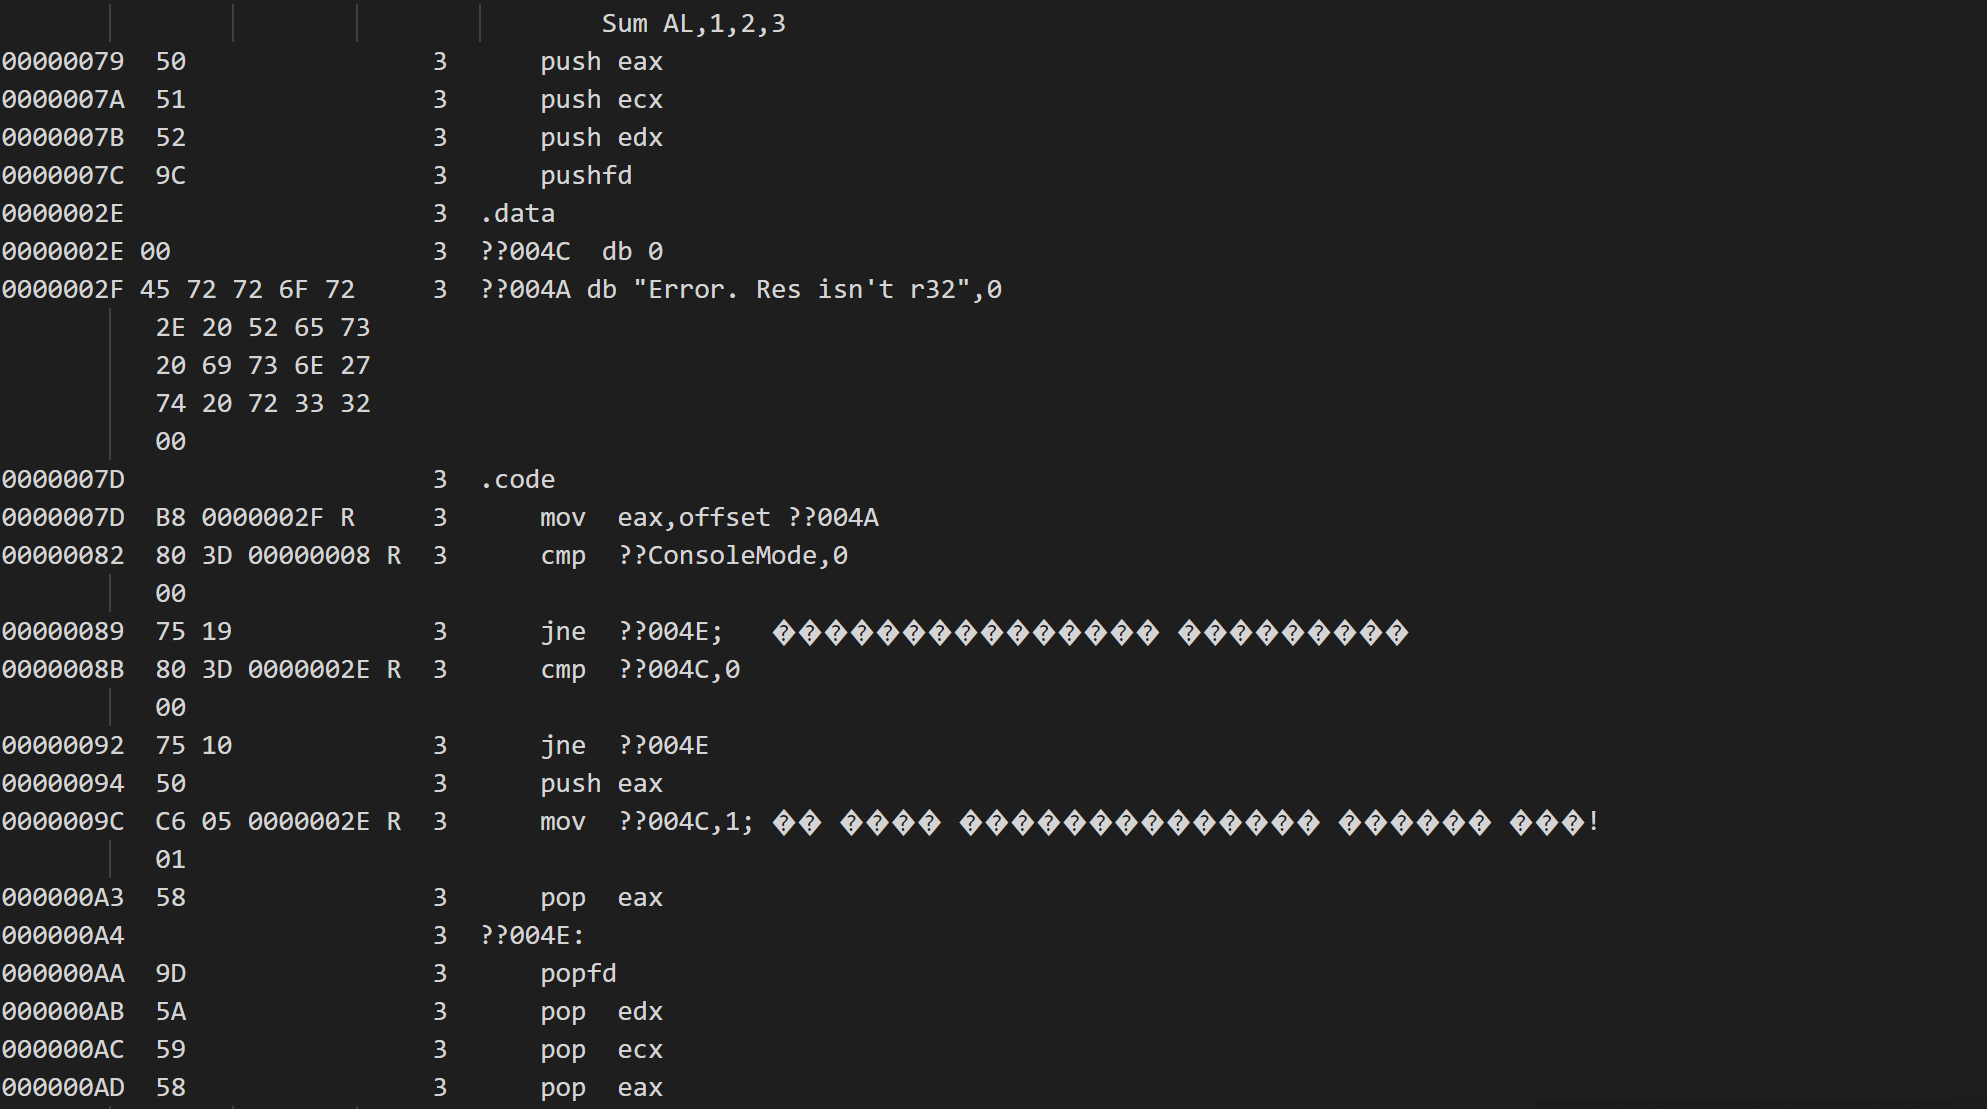 Sum AL,1,2,3
00000079 50 3 push eax
0000007A 51 3 push ecx
0000007B 52 3 push edx
0000007C 9C 3 pushfd
0000002E 3 .data
0000002E 00 3 ??004C db 0
0000002F 45 72 72 6F 72 3 ??004A db "Error. Res isn't r32",0
2E 20 52 65 73
20 69 73 6E 27
74 20 72 33 32
00
0000007D 3 .code
0000007D B8 0000002F R 3 mov eax,offset ??004A
00000082 80 3D 00000008 R 3 cmp ??ConsoleMode,0
00
00000089 75 19 3 jne ??004E; ��������������� ���������
0000008B 80 3D 0000002E R 3 cmp ??004C,0
00
00000092 75 10 3 jne ??004E
00000094 50 3 push eax
0000009C C6 05 0000002E R 3 mov ??004C,1; �� ���� �������������� ������ ���!
01
000000A3 58 3 pop eax
000000A4 3 ??004E:
000000AA 9D 3 popfd
000000AB 5A 3 pop edx
000000AC 59 3 pop ecx
000000AD 58 3 pop eax